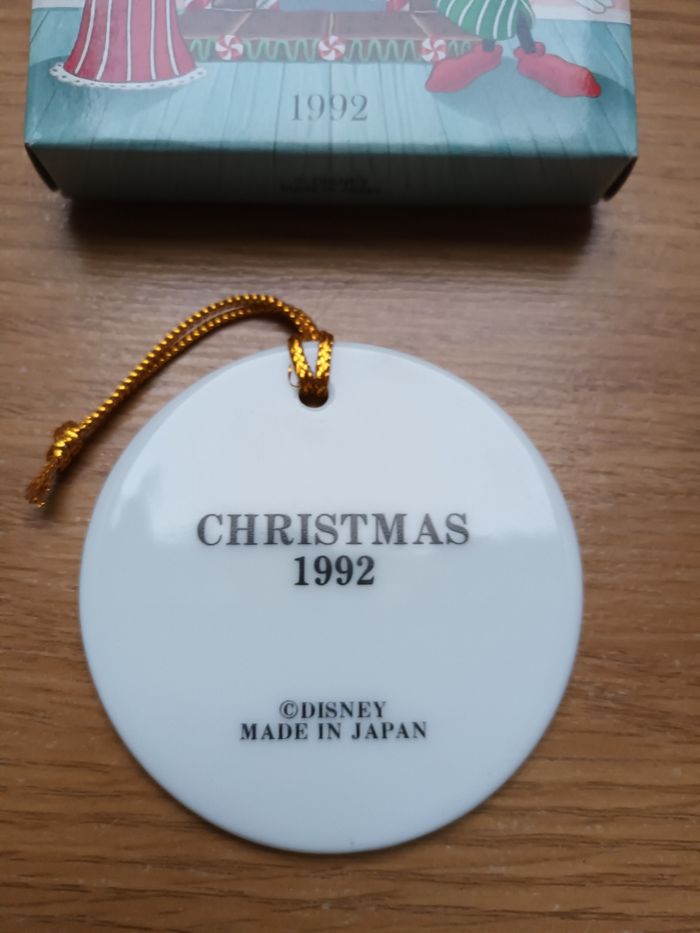 1992
CHRISTMAS
1992
©DISNEY
MADE IN JAPAN